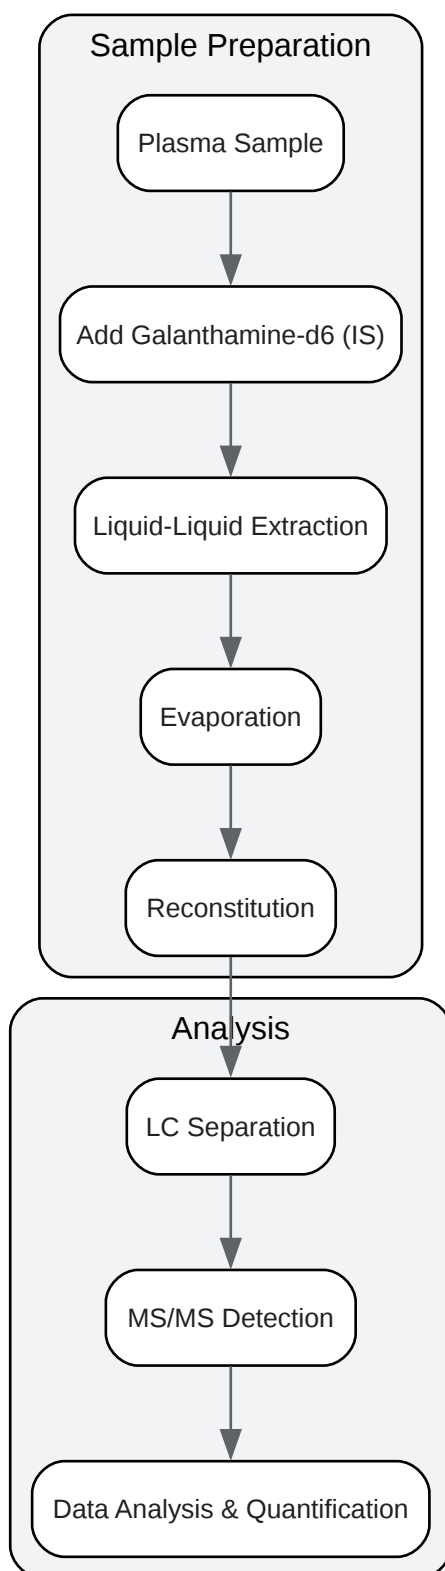 Sample Preparation
Plasma Sample
Add Galanthamine-d6 (IS)
Liquid-Liquid Extraction
Evaporation
Reconstitution
Analysis
LC Separation
MS/MS Detection
Data Analysis & Quantification